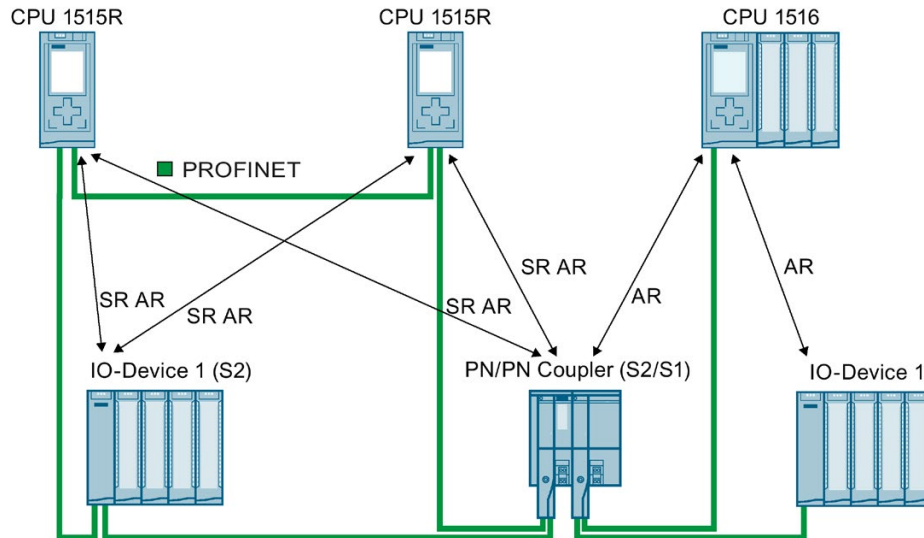 CPU 1515R
CPU 1515R
CPU 1516
PROFINET
SR AR
SR AR
SR AR
SR AR
AR
AR
IO-Device 1 (S2)
PN/PN Coupler (S2/S1)
IO-Device 1